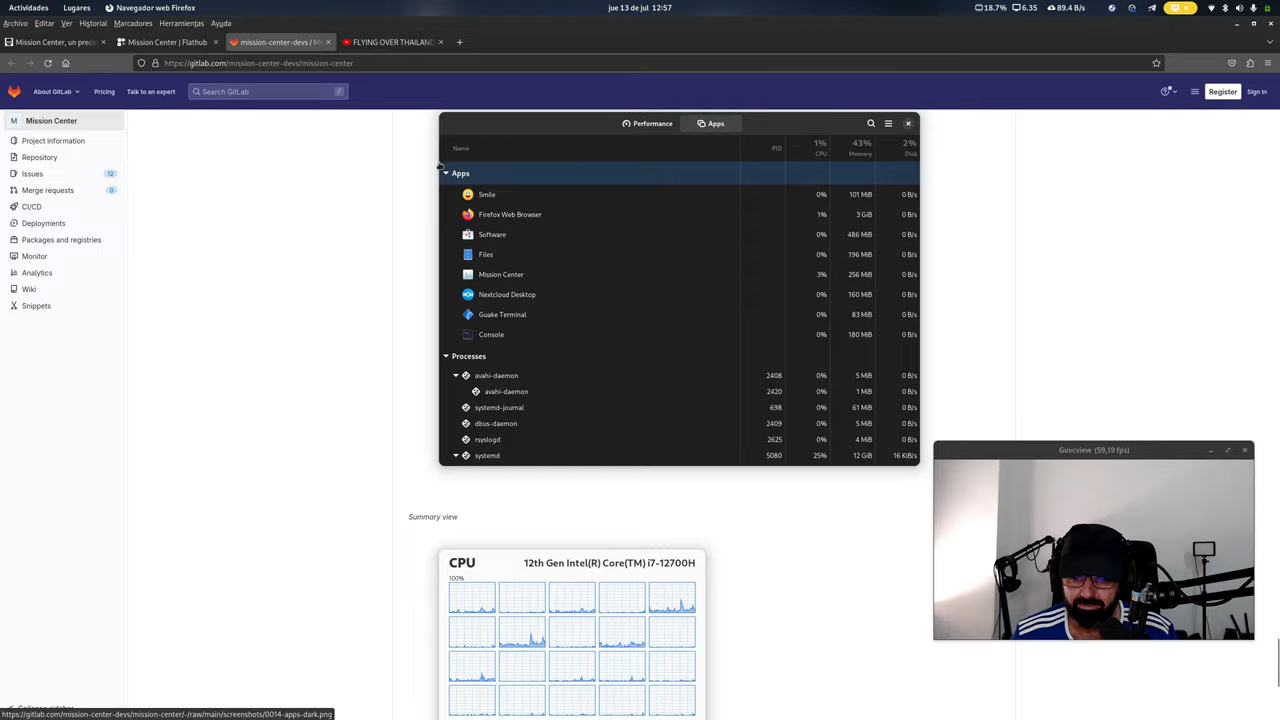 Actividades Lugares Navegador web Firefox jue 13 de jul 12:57 18.7% 6.35 89.4 B/s
Archivo Editar Ver Historial Marcadores Herramientas Ayuda
Mission Center, un preci × Mission Center | Flathub × mission-center-devs / Mi × FLYING OVER THAILAND × +
https://gitlab.com/mission-center-devs/mission-center
About GitLab Pricing Talk to an expert Search GitLab / Register Sign in
M Mission Center
Project information
Repository
Issues 12
Merge requests 0
CI/CD
Deployments
Packages and registries
Monitor
Analytics
Wiki
Snippets
Performance Apps
Name PID 1% CPU 43% Memory 2% Disk
Apps
Smile 0% 101 MiB 0 B/s
Firefox Web Browser 1% 3 GiB 0 B/s
Software 0% 486 MiB 0 B/s
Files 0% 196 MiB 0 B/s
Mission Center 3% 256 MiB 0 B/s
Nextcloud Desktop 0% 160 MiB 0 B/s
Guake Terminal 0% 83 MiB 0 B/s
Console 0% 180 MiB 0 B/s
Processes
avahi-daemon 2408 0% 5 MiB 0 B/s
avahi-daemon 2420 0% 1 MiB 0 B/s
systemd-journal 698 0% 61 MiB 0 B/s
dbus-daemon 2409 0% 5 MiB 0 B/s
rsyslogd 2625 0% 4 MiB 0 B/s
systemd 5080 25% 12 GiB 16 KiB/s
Guvcview (59,19 fps)
Summary view
CPU 12th Gen Intel(R) Core(TM) i7-12700H
100%
https://gitlab.com/mission-center-devs/mission-center/-/raw/main/screenshots/0014-apps-dark.png